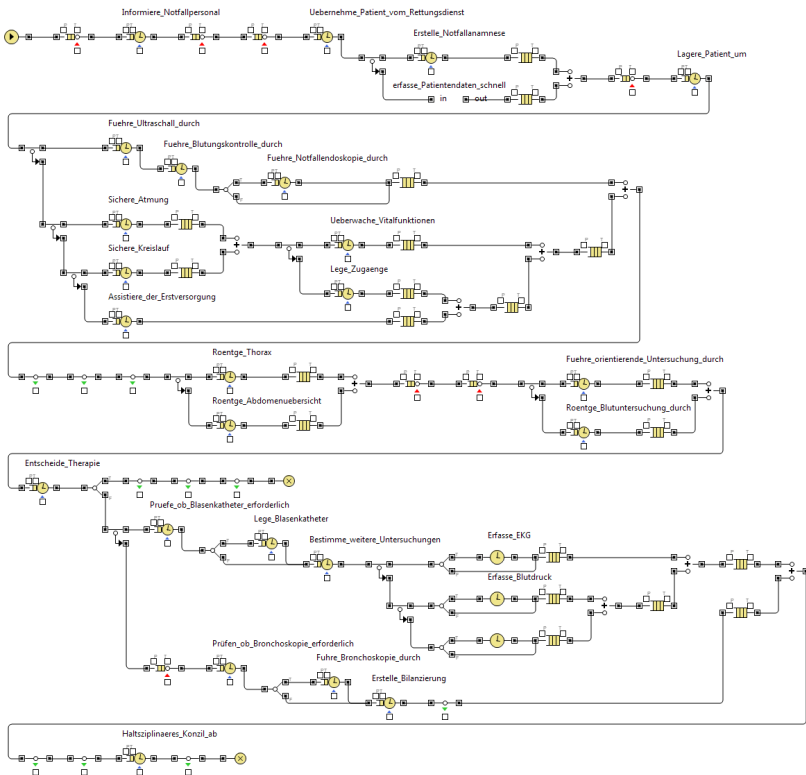 Informiere_Notfallpersonal
Uebernehme_Patient_vom_Rettungsdienst
Erstelle_Notfallanamnese
Lagere_Patient_um
erfasse_Patientendaten_schnell
in out
Fuehre_Ultraschall_durch
Fuehre_Blutungskontrolle_durch
Fuehre_Notfallendoskopie_durch
Sichere_Atmung
Ueberwache_Vitalfunktionen
Sichere_Kreislauf
Lege_Zugaenge
Assistiere_der_Erstversorgung
Roentge_Thorax
Fuehre_orientierende_Untersuchung_durch
Roentge_Abdomenuebersicht
Roentge_Blutuntersuchung_durch
Entscheide_Therapie
Pruefe_ob_Blasenkatheter_erforderlich
Lege_Blasenkatheter
Bestimme_weitere_Untersuchungen
Erfasse_EKG
Erfasse_Blutdruck
Prüfen_ob_Bronchoskopie_erforderlich
Fuhre_Bronchoskopie_durch
Erstelle_Bilanzierung
Haltsziplinaeres_Konzil_ab